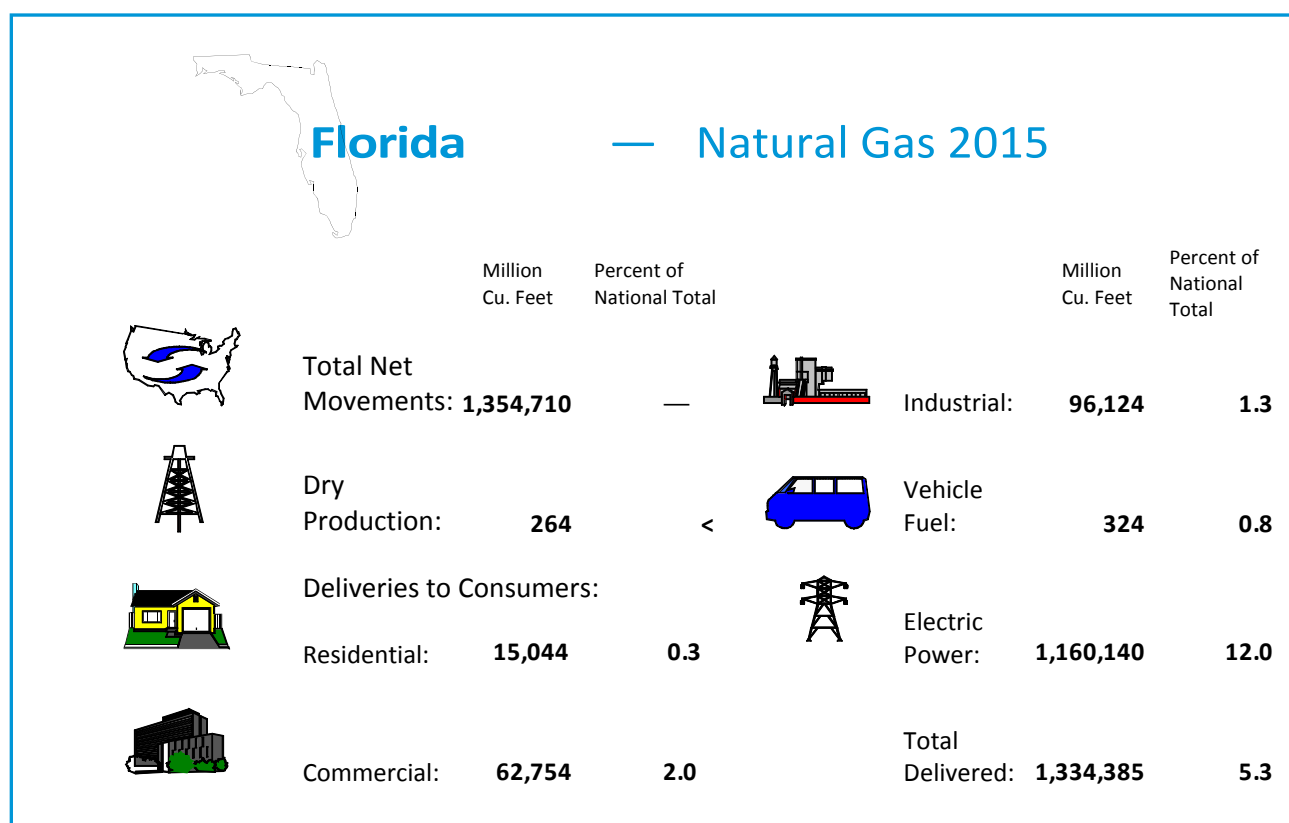 Florida — Natural Gas 2015
Million Cu. Feet
Percent of National Total
Million Cu. Feet
Percent of National Total
Total Net Movements: 1,354,710 —
Industrial: 96,124 1.3
Dry Production: 264 <
Vehicle Fuel: 324 0.8
Deliveries to Consumers:
Residential: 15,044 0.3
Electric Power: 1,160,140 12.0
Commercial: 62,754 2.0
Total Delivered: 1,334,385 5.3